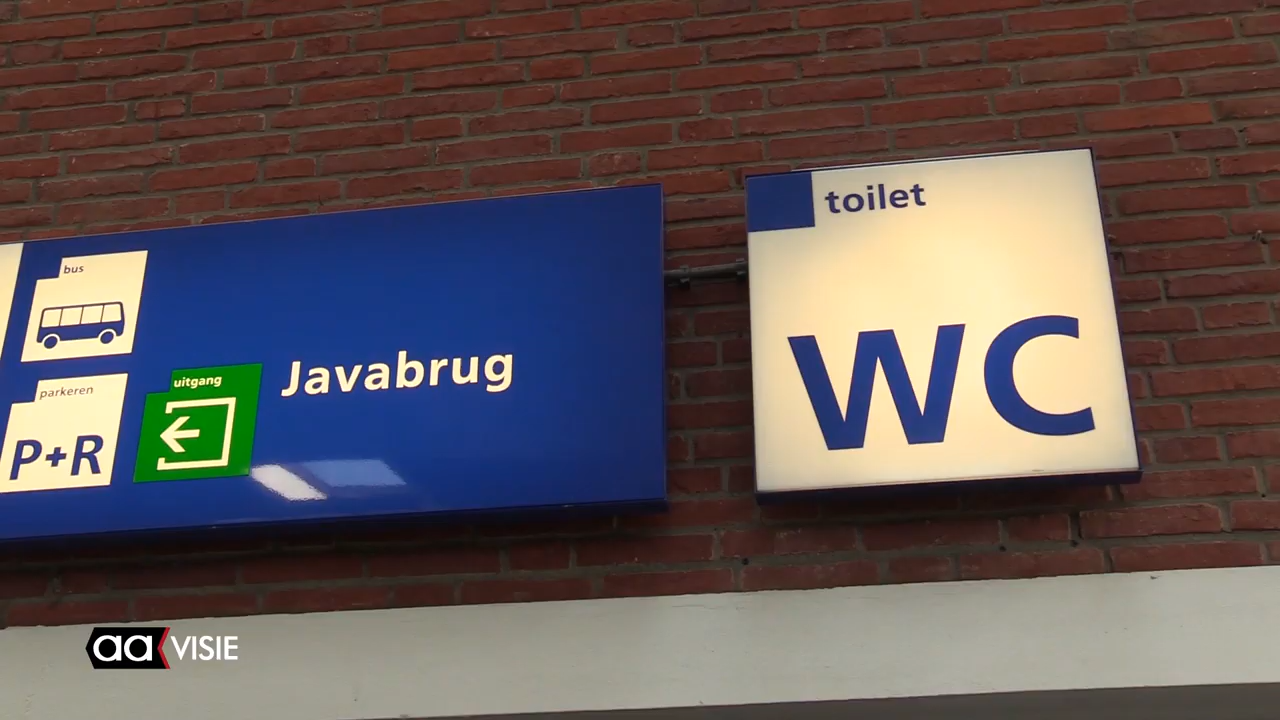 bus
parkeren
P+R
uitgang
Javabrug
toilet
WC
aa VISIE